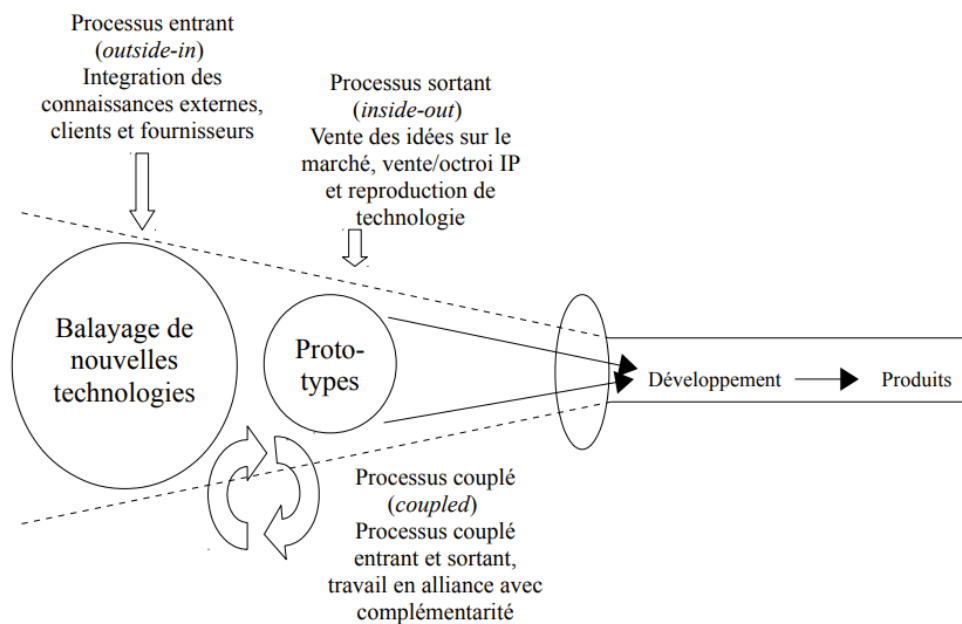 Processus entrant
(outside-in)
Integration des
connaissances externes,
clients et fournisseurs
Processus sortant
(inside-out)
Vente des idées sur le
marché, vente/octroi IP
et reproduction de
technologie
Balayage de
nouvelles
technologies
Proto-
types
Développement
Produits
Processus couplé
(coupled)
Processus couplé
entrant et sortant,
travail en alliance avec
complémentarité